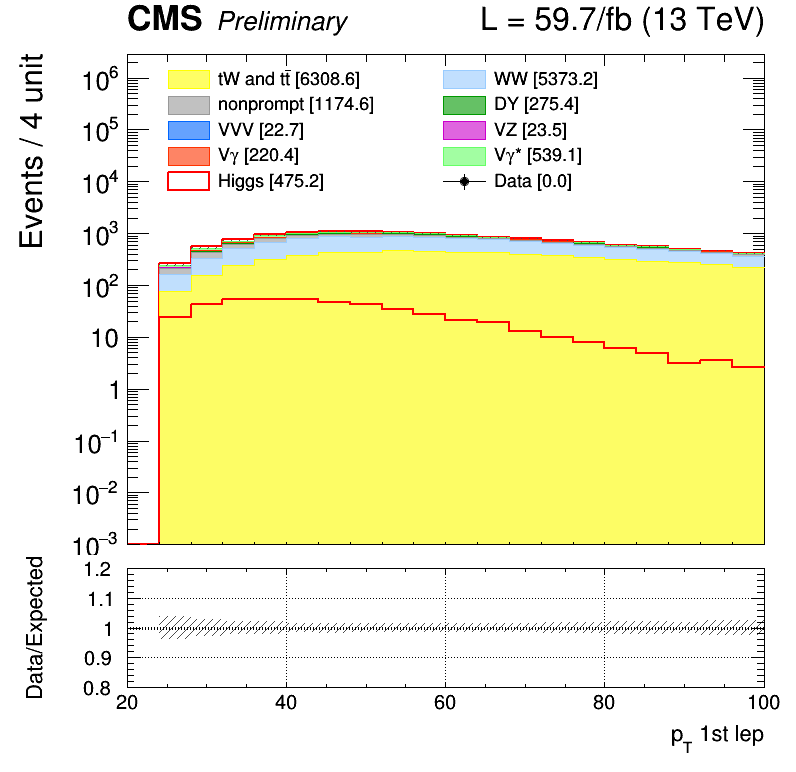 CMS Preliminary L = 59.7/fb (13 TeV)
Events / 4 unit
tW and tt̄ [6308.6] WW [5373.2]
nonprompt [1174.6] DY [275.4]
VVV [22.7] VZ [23.5]
Vγ [220.4] Vγ* [539.1]
Higgs [475.2] Data [0.0]
10⁶
10⁵
10⁴
10³
10²
10
1
10⁻¹
10⁻²
10⁻³
Data/Expected
1.2
1.1
1
0.9
0.8
20 40 60 80 100
p_T 1st lep